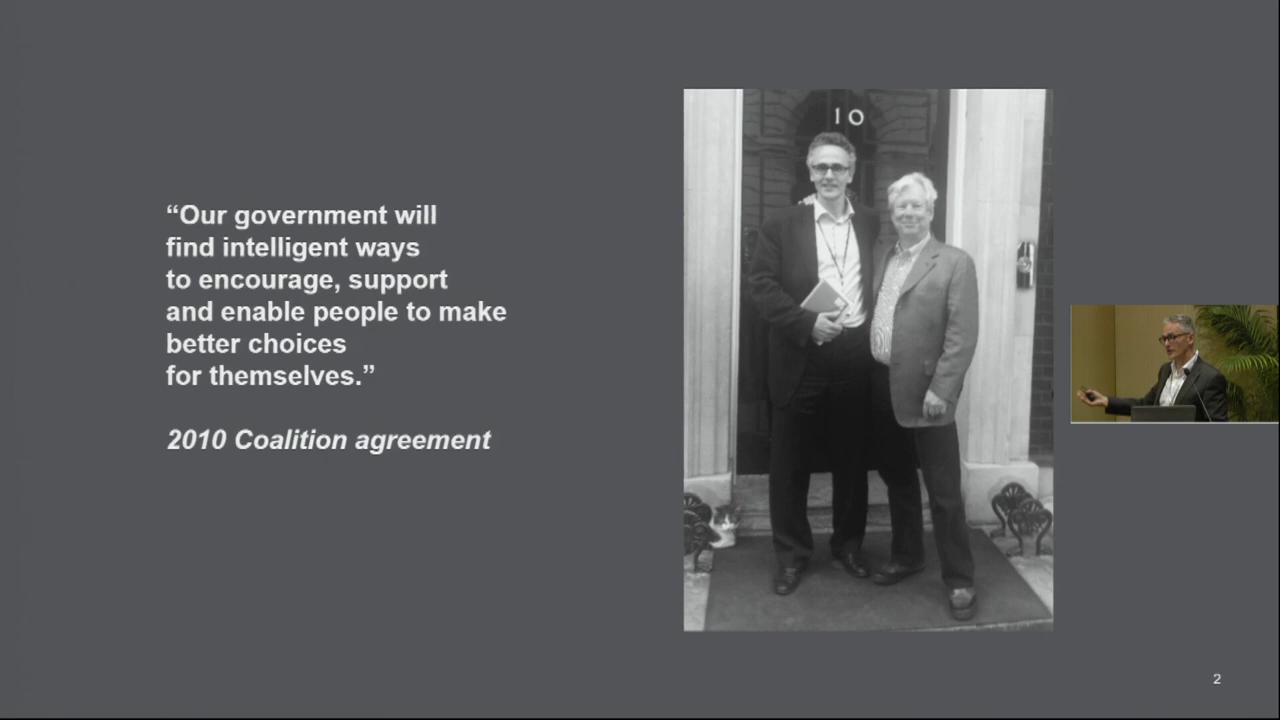 “Our government will
find intelligent ways
to encourage, support
and enable people to make
better choices
for themselves.”
2010 Coalition agreement
10
2